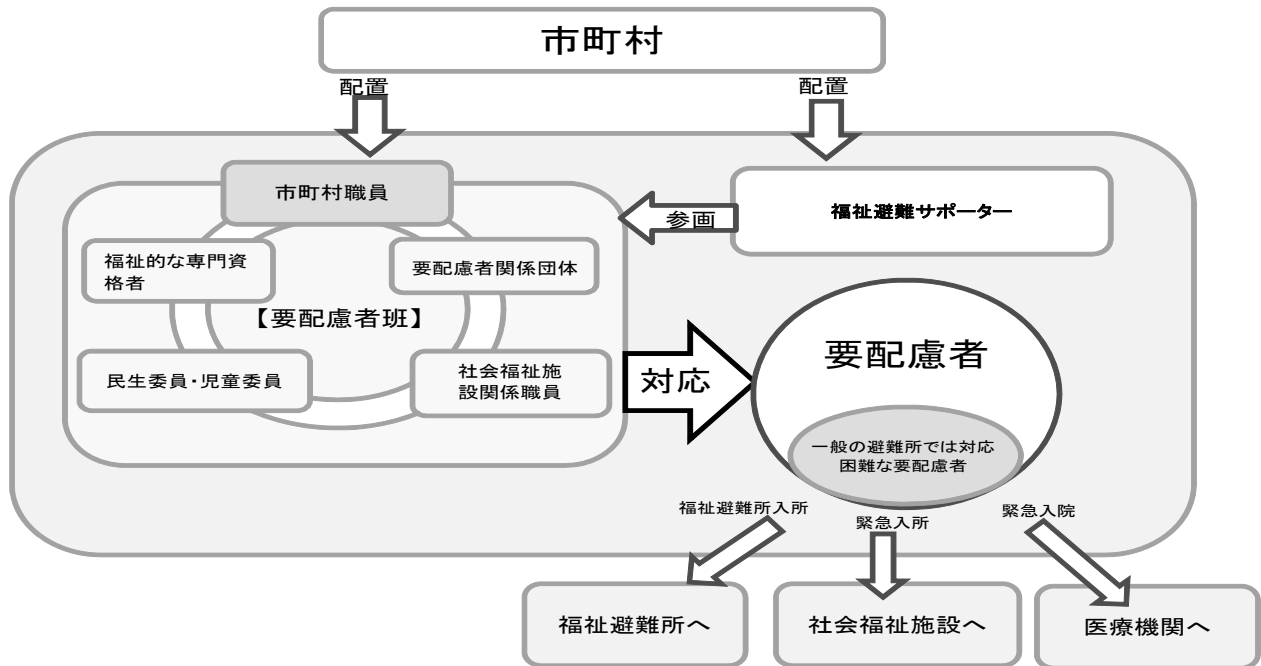 市町村
配置
配置
市町村職員
福祉避難サポーター
参画
福祉的な専門資
格者
要配慮者関係団体
【要配慮者班】
民生委員・児童委員
社会福祉施
設関係職員
対応
要配慮者
一般の避難所では対応
困難な要配慮者
福祉避難所入所
緊急入所
緊急入院
福祉避難所へ
社会福祉施設へ
医療機関へ